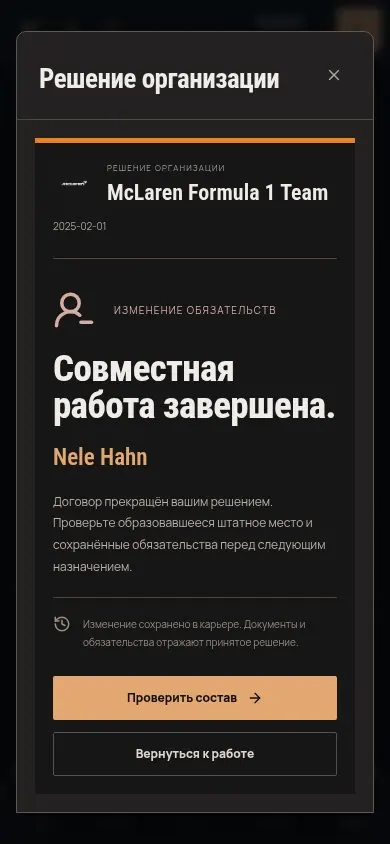 Решение организации
РЕШЕНИЕ ОРГАНИЗАЦИИ
McLaren Formula 1 Team
2025-02-01
ИЗМЕНЕНИЕ ОБЯЗАТЕЛЬСТВ
Совместная
работа завершена.
Nele Hahn
Договор прекращён вашим решением.
Проверьте образовавшееся штатное место и
сохранённые обязательства перед следующим
назначением.
Изменение сохранено в карьере. Документы и
обязательства отражают принятое решение.
Проверить состав
Вернуться к работе